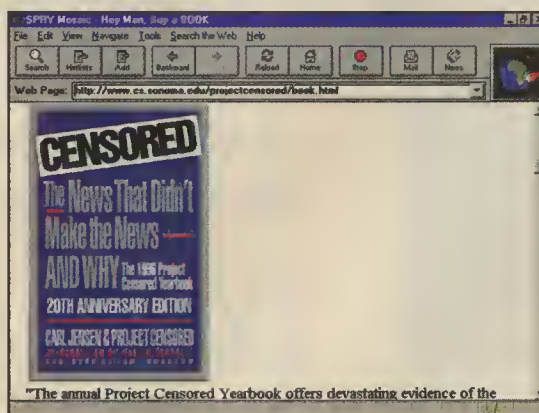 SPRY Mosaic - Hey Man, Buy a BOOK
File Edit View Navigate Tools Search the Web Help
Search Hotlists Add Backward Reload Home Stop Mail News
Web Page: http://www.cs.sonoma.edu/projectcensored/book.html
CENSORED
The News That Didn't
Make the News —
AND WHY The 1996 Project
Censored Yearbook
20TH ANNIVERSARY EDITION
CARL JENSEN & PROJECT CENSORED
"The annual Project Censored Yearbook offers devastating evidence of the